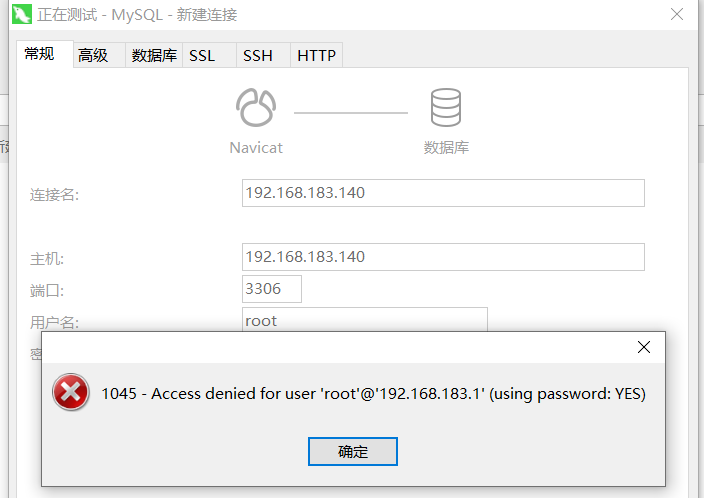 正在测试 - MySQL - 新建连接
常规 高级 数据库 SSL SSH HTTP
Navicat 数据库
连接名: 192.168.183.140
主机: 192.168.183.140
端口: 3306
用户名: root
1045 - Access denied for user 'root'@'192.168.183.1' (using password: YES)
确定